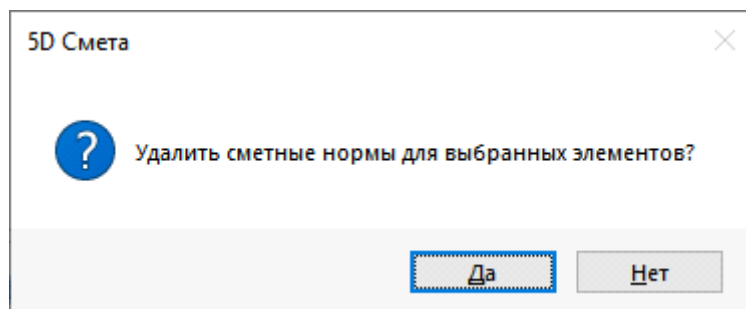 5D Смета
Удалить сметные нормы для выбранных элементов?
Да Нет